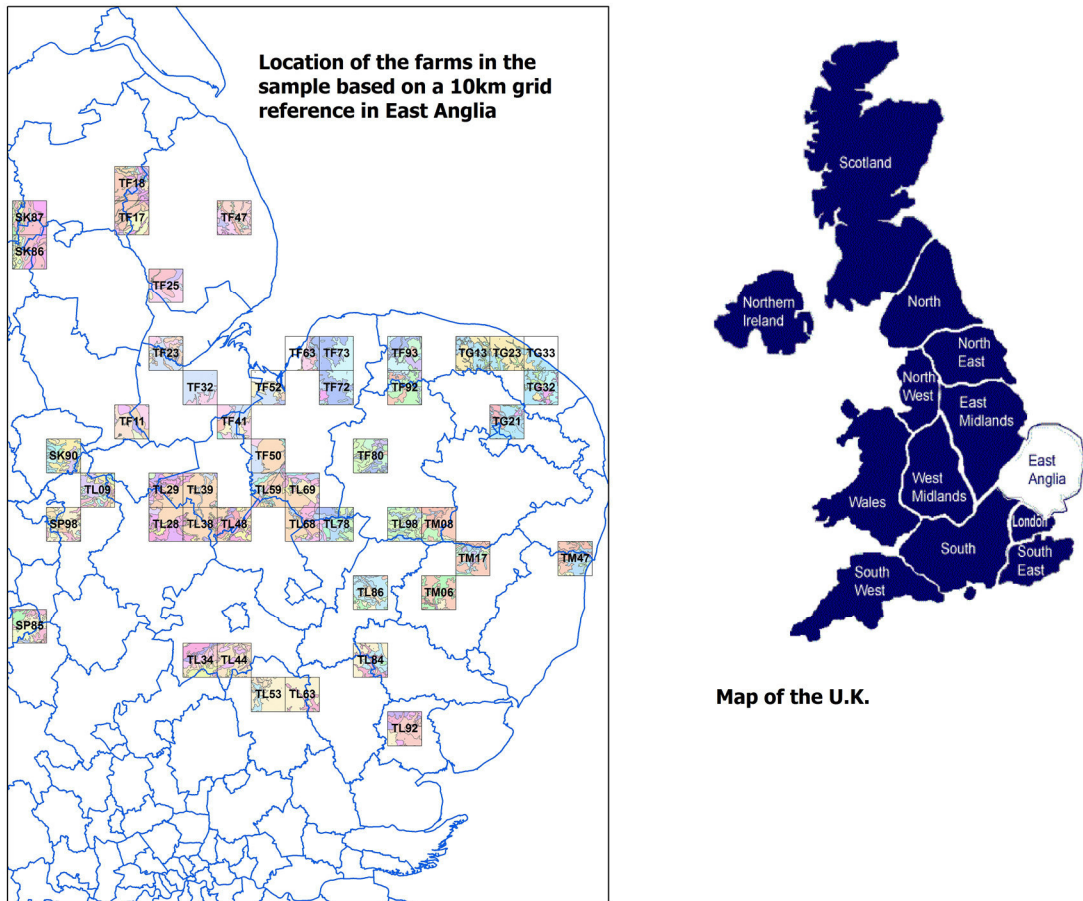 Location of the farms in the
sample based on a 10km grid
reference in East Anglia
TF18
SK87
TF17
TF47
SK86
TF25
TF23
TF63
TF73
TF93
TG13
TG23
TG33
TF32
TF52
TF72
TF92
TG32
TF11
TF41
TG21
SK90
TF50
TF80
TL09
TL29
TL39
TL59
TL69
SP98
TL28
TL38
TL48
TL68
TL78
TL98
TM08
TM17
TM47
TL86
TM06
SP85
TL34
TL44
TL84
TL53
TL63
TL92
Scotland
Northern
Ireland
North
North
East
North
West
East
Midlands
East
Anglia
West
Midlands
Wales
London
South
South
East
South
West
Map of the U.K.